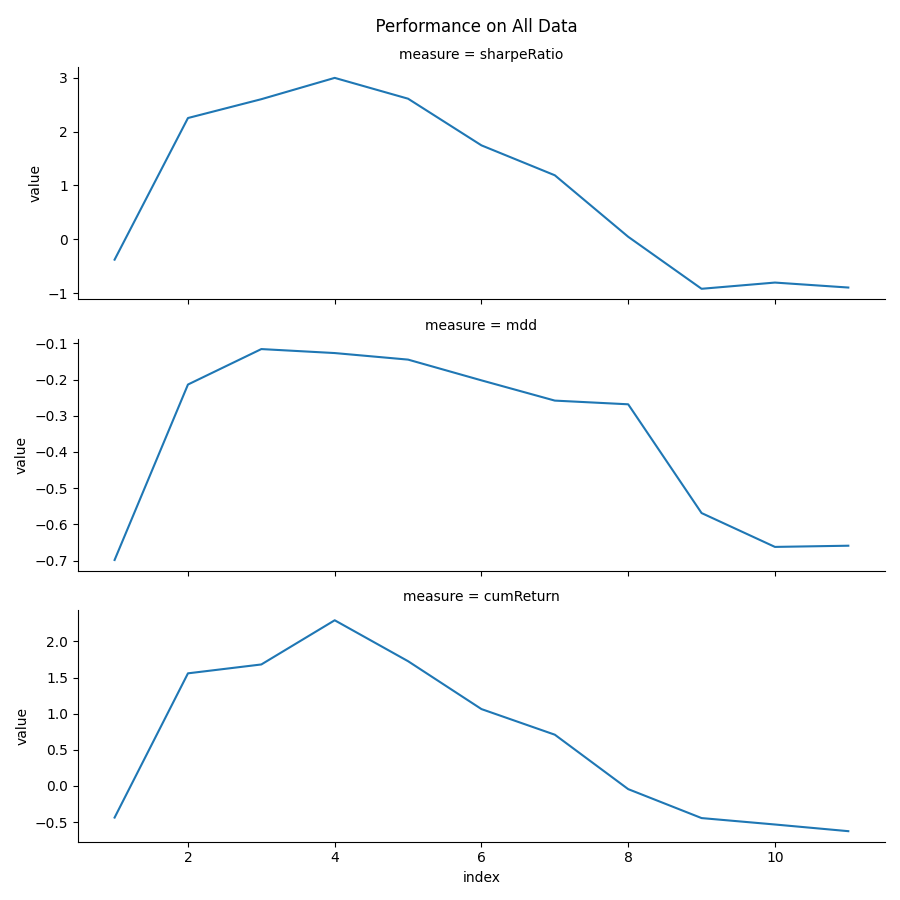 Performance on All Data
measure = sharpeRatio
3
2
1
0
−1
value
measure = mdd
−0.1
−0.2
−0.3
−0.4
−0.5
−0.6
−0.7
value
measure = cumReturn
2.0
1.5
1.0
0.5
0.0
−0.5
value
2 4 6 8 10
index